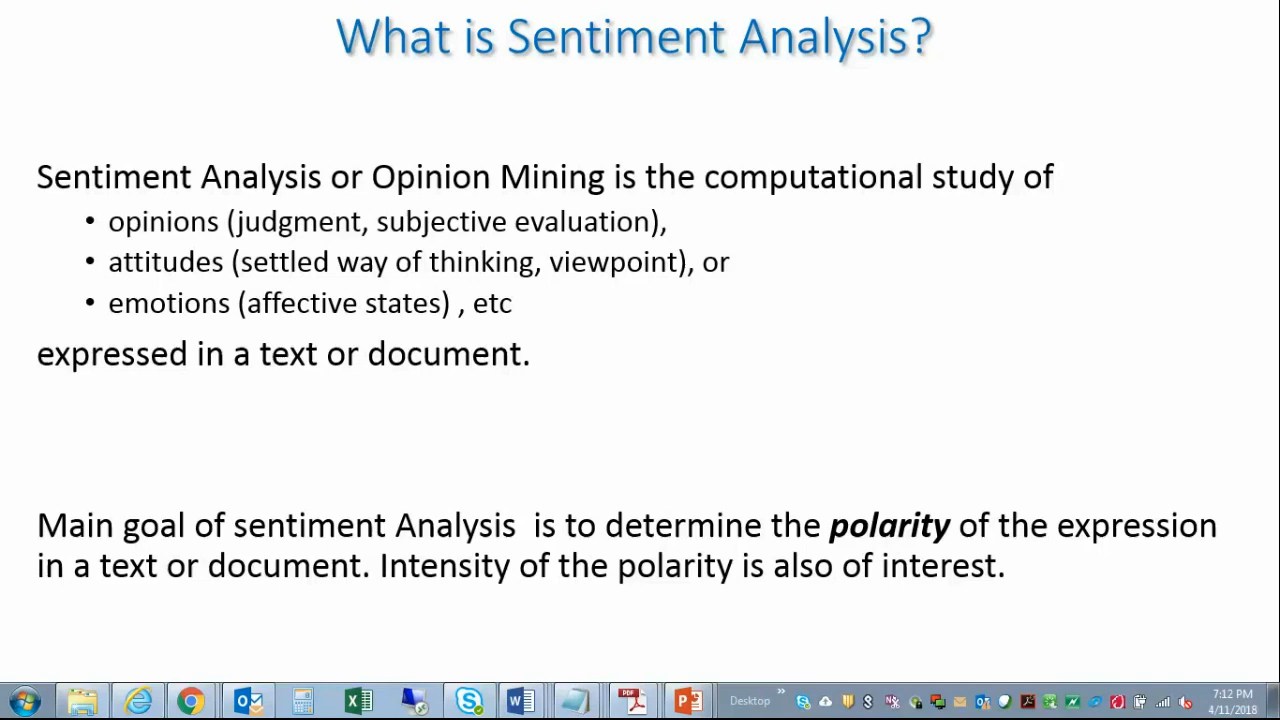 What is Sentiment Analysis?
Sentiment Analysis or Opinion Mining is the computational study of
• opinions (judgment, subjective evaluation),
• attitudes (settled way of thinking, viewpoint), or
• emotions (affective states) , etc
expressed in a text or document.
Main goal of sentiment Analysis  is to determine the polarity of the expression
in a text or document. Intensity of the polarity is also of interest.
Desktop
7:12 PM
4/11/2018